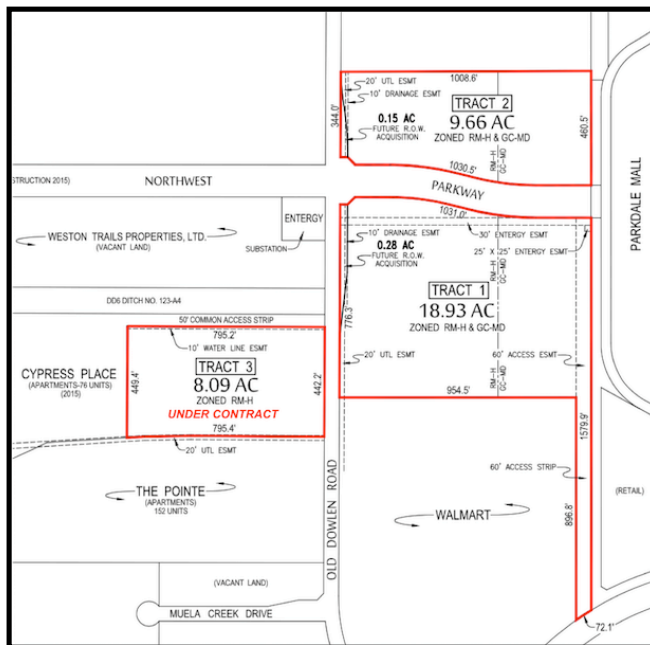 20' UTL ESMT
1008.6'
10' DRAINAGE ESMT
TRACT 2
9.66 AC
ZONED RM-H & GC-MD
344.0'
0.15 AC
FUTURE R.O.W.
ACQUISITION
460.5'
RM-H
GC-MD
1030.5'
PARKWAY
PARKDALE MALL
STRUCTION 2015)
NORTHWEST
1031.0'
ENTERGY
SUBSTATION
WESTON TRAILS PROPERTIES, LTD.
(VACANT LAND)
10' DRAINAGE ESMT
30' ENTERGY ESMT
25' X 25' ENTERGY ESMT
0.28 AC
FUTURE R.O.W.
ACQUISITION
RM-H
GC-MD
TRACT 1
18.93 AC
ZONED RM-H & GC-MD
776.3'
DD6 DITCH NO. 123-A4
50' COMMON ACCESS STRIP
795.2'
10' WATER LINE ESMT
20' UTL ESMT
60' ACCESS ESMT
RM-H
GC-MD
954.5'
CYPRESS PLACE
(APARTMENTS-76 UNITS)
(2015)
449.4'
TRACT 3
8.09 AC
ZONED RM-H
UNDER CONTRACT
442.2'
795.4'
20' UTL ESMT
1579.9'
60' ACCESS STRIP
(RETAIL)
THE POINTE
(APARTMENTS)
152 UNITS
OLD DOWLEN ROAD
WALMART
896.8'
(VACANT LAND)
MUELA CREEK DRIVE
72.1'